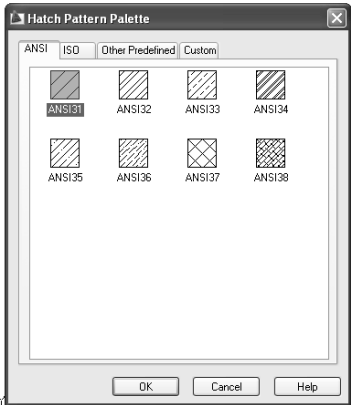 Hatch Pattern Palette
ANSI ISO Other Predefined Custom
ANSI31 ANSI32 ANSI33 ANSI34
ANSI35 ANSI36 ANSI37 ANSI38
OK Cancel Help